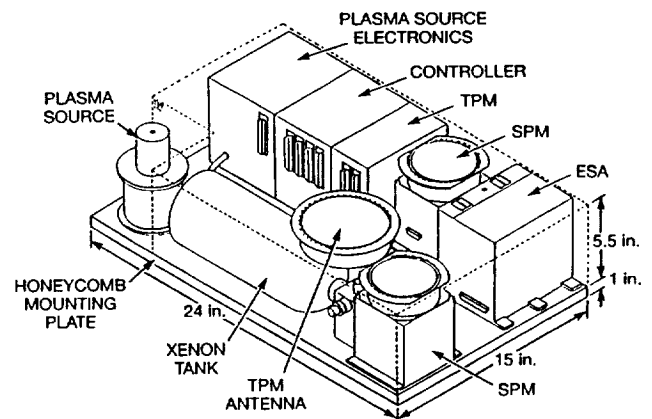 PLASMA SOURCE
ELECTRONICS
CONTROLLER
TPM
PLASMA
SOURCE
SPM
ESA
5.5 in.
1 in.
HONEYCOMB
MOUNTING
PLATE
24 in.
15 in.
XENON
TANK
TPM
ANTENNA
SPM